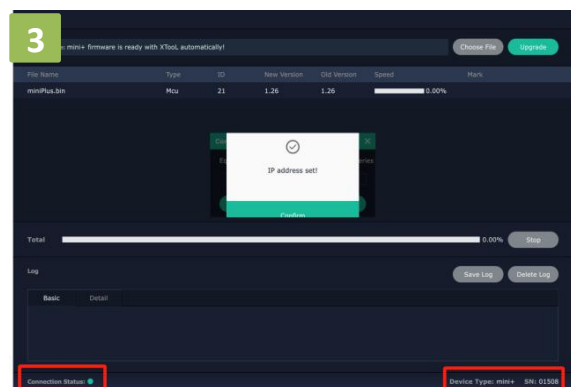 3
mini+ firmware is ready with XTooL automatically!
Choose File
Upgrade
File Name Type ID New Version Old Version Speed Mark
miniPlus.bin Mcu 21 1.26 1.26 0.00%
IP address set!
Confirm
Total 0.00% Stop
Log
Save Log Delete Log
Basic Detail
Connection Status: Device Type: mini+ SN: 01508